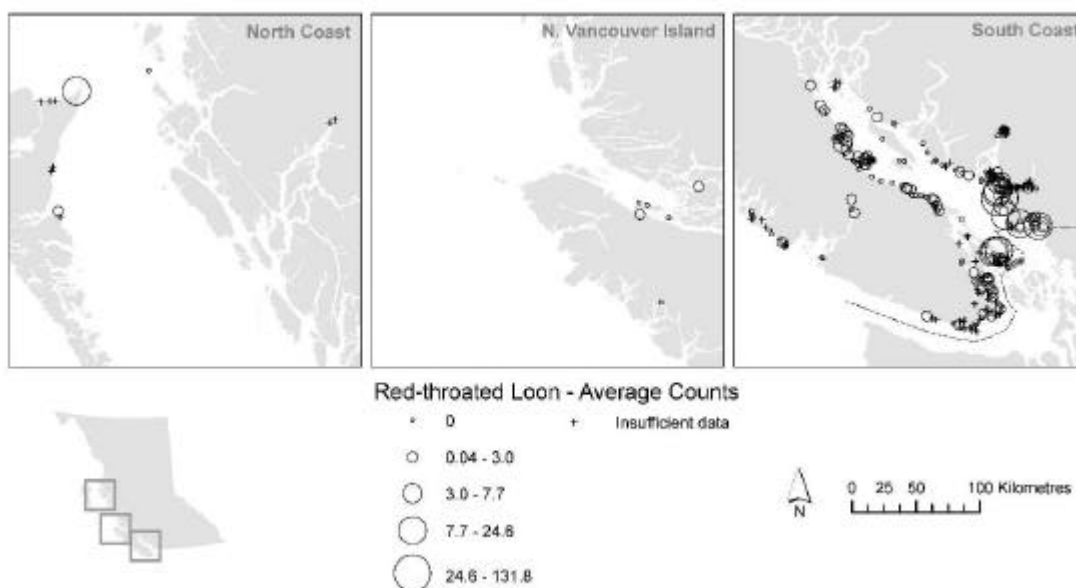 North Coast
N. Vancouver Island
South Coast
Red-throated Loon - Average Counts
0
Insufficient data
0.04 - 3.0
3.0 - 7.7
7.7 - 24.6
24.6 - 131.8
N
0 25 50 100 Kilometres